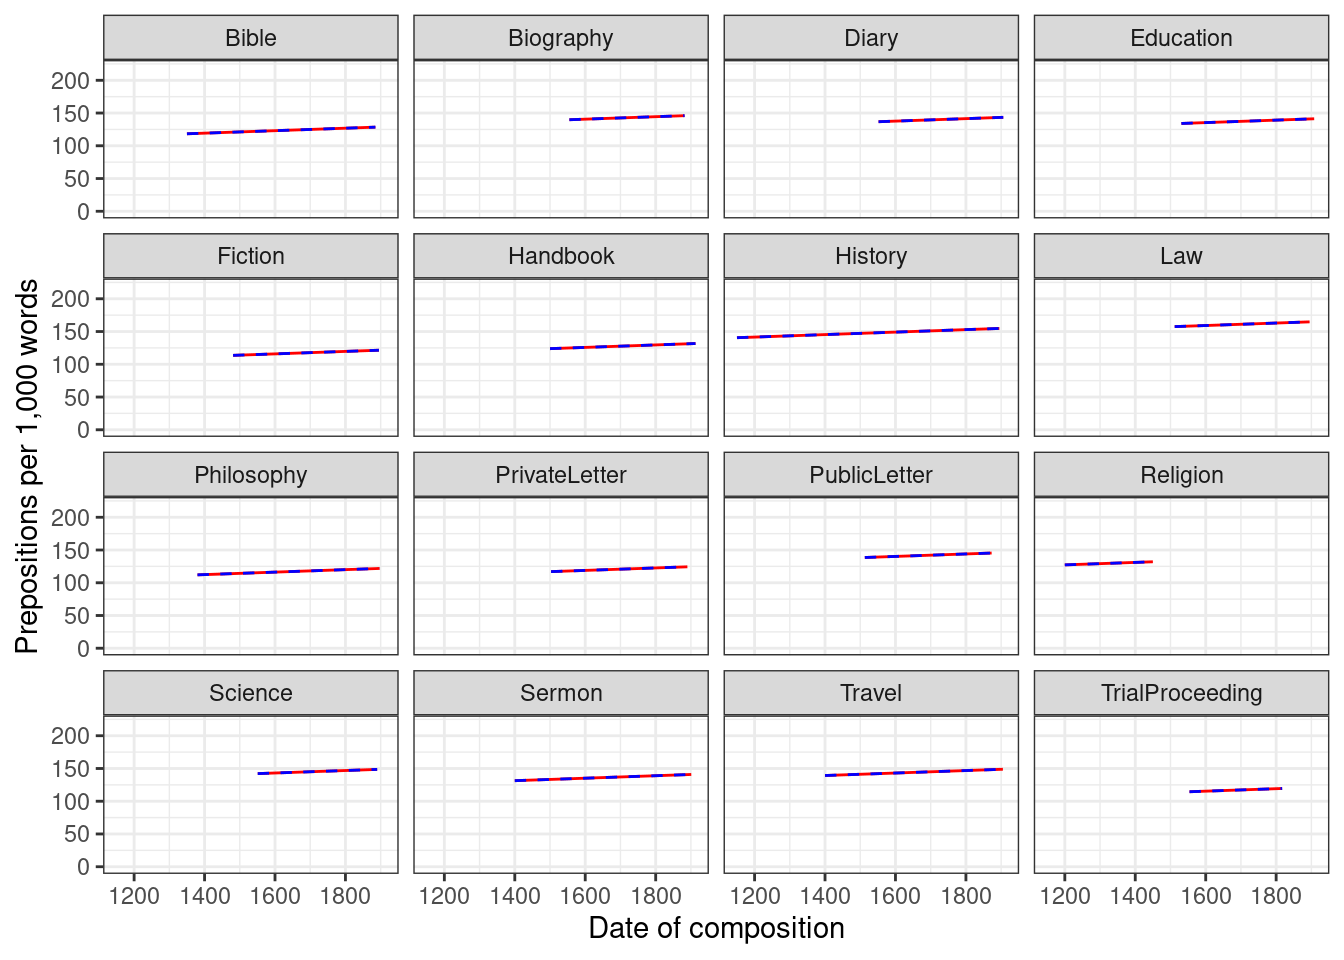 Bible Biography Diary Education
200
150
100
50
0
Fiction Handbook History Law
200
150
100
50
0
Philosophy PrivateLetter PublicLetter Religion
200
150
100
50
0
Science Sermon Travel TrialProceeding
200
150
100
50
0
1200 1400 1600 1800 1200 1400 1600 1800 1200 1400 1600 1800 1200 1400 1600 1800
Date of composition
Prepositions per 1,000 words